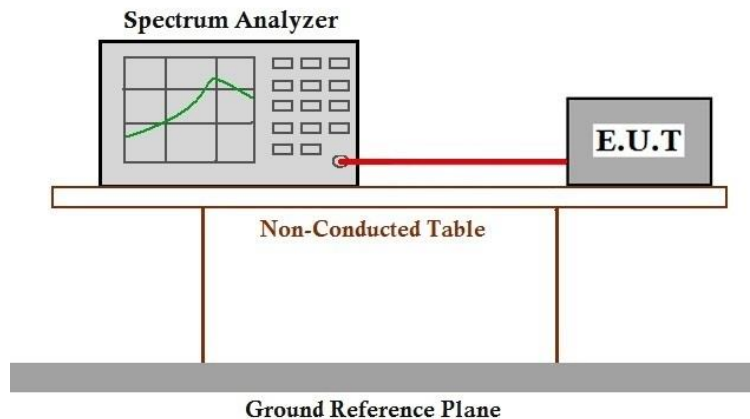 Spectrum Analyzer
E.U.T
Non-Conducted Table
Ground Reference Plane